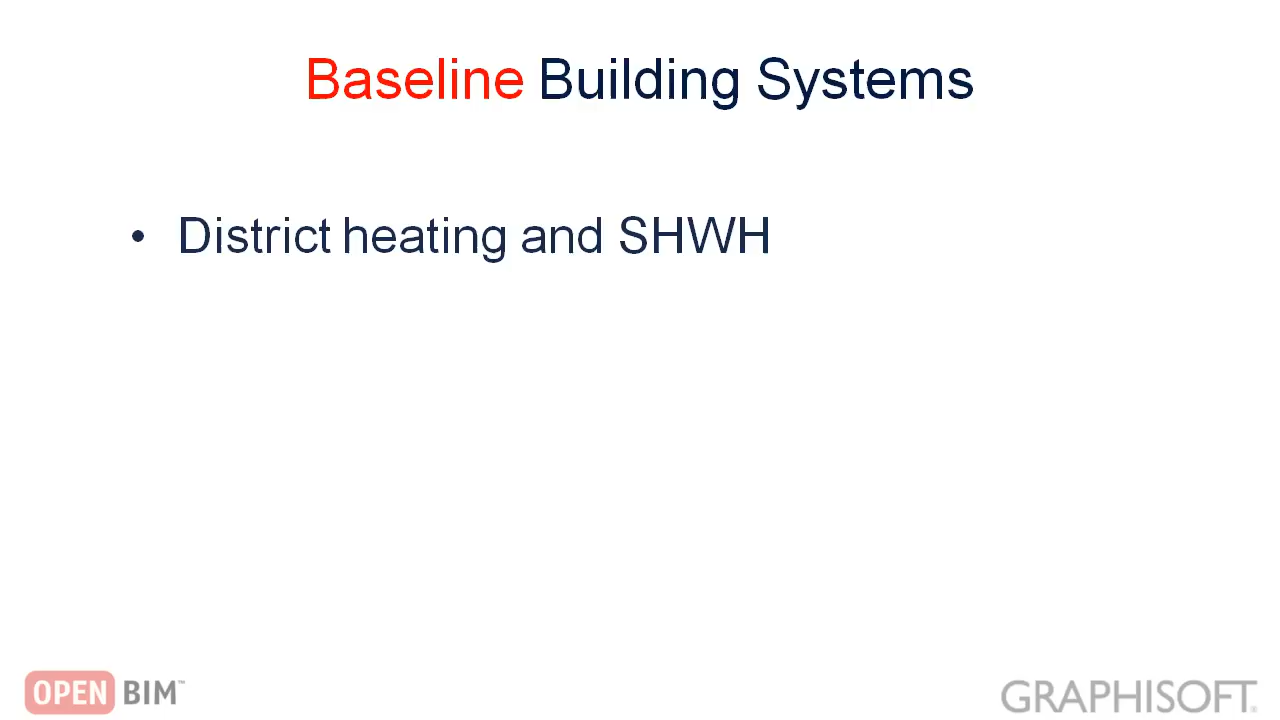 Baseline Building Systems
• District heating and SHWH
OPEN BIM™
GRAPHISOFT®